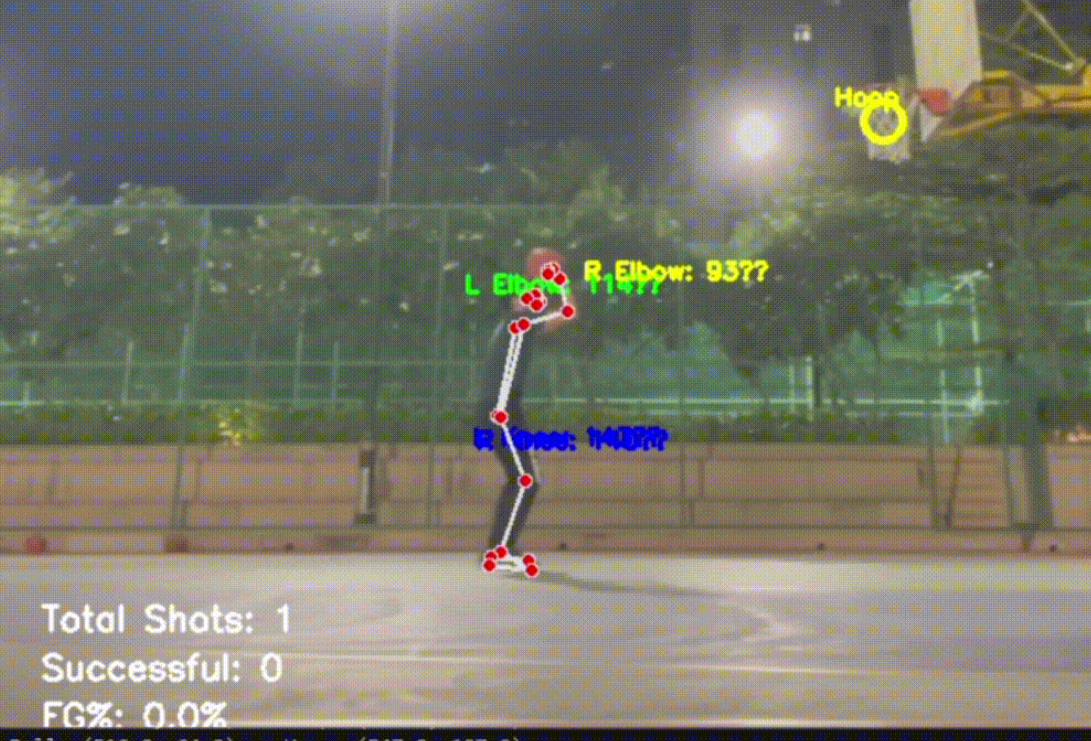 Hoop
R Elbow: 93??
L Elbow: 114??
Total Shots: 1
Successful: 0
FG%: 0.0%